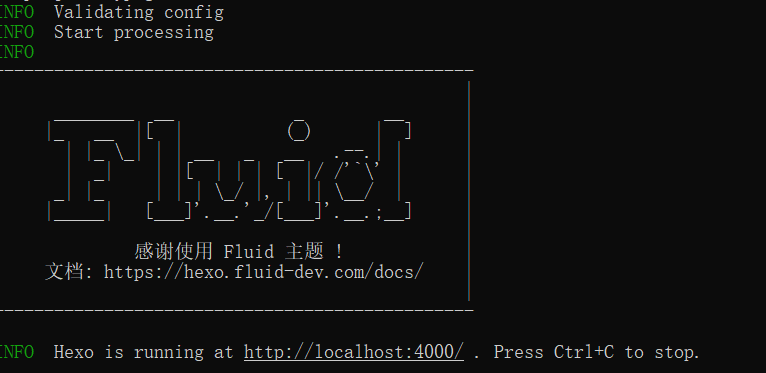 INFO  Validating config
INFO  Start processing
INFO
Fluid
感谢使用 Fluid 主题 !
文档: https://hexo.fluid-dev.com/docs/
INFO  Hexo is running at http://localhost:4000/ . Press Ctrl+C to stop.